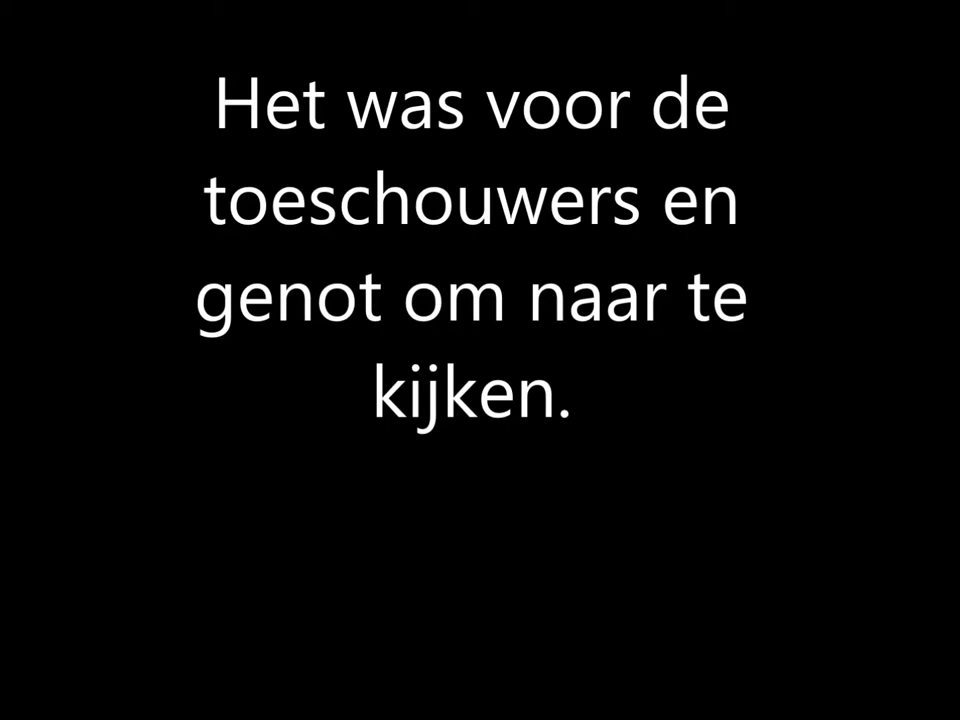 Het was voor de
toeschouwers en
genot om naar te
kijken.